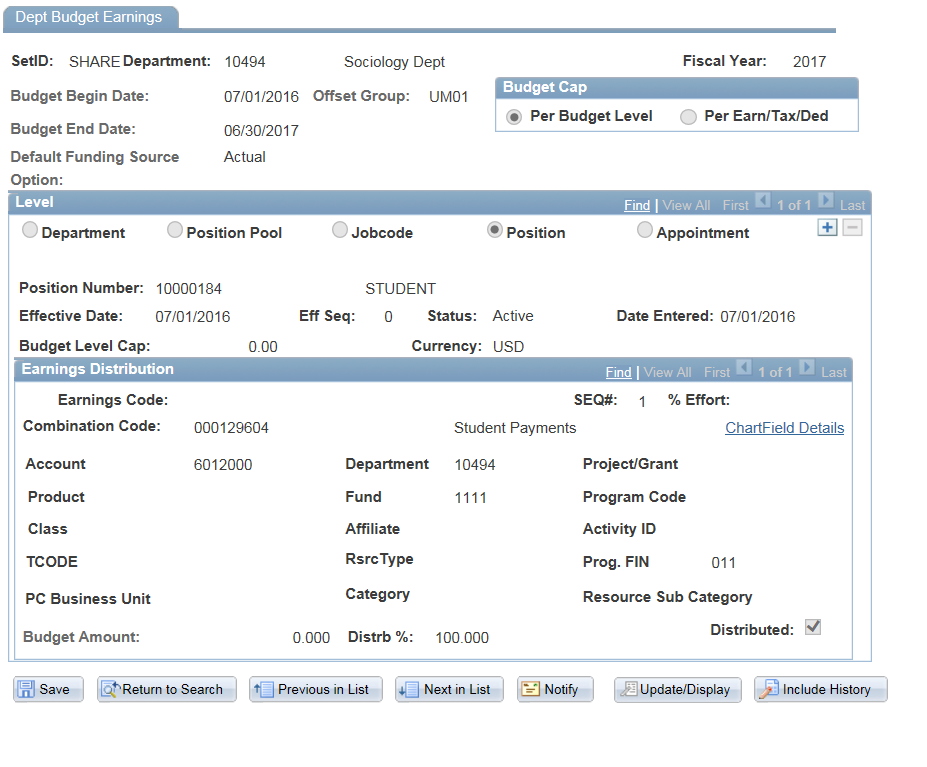 Dept Budget Earnings
SetID: SHARE Department: 10494 Sociology Dept Fiscal Year: 2017
Budget Begin Date: 07/01/2016 Offset Group: UM01
Budget Cap
Per Budget Level Per Earn/Tax/Ded
Budget End Date: 06/30/2017
Default Funding Source Actual
Option:
Level Find | View All First 1 of 1 Last
Department Position Pool Jobcode Position Appointment
Position Number: 10000184 STUDENT
Effective Date: 07/01/2016 Eff Seq: 0 Status: Active Date Entered: 07/01/2016
Budget Level Cap: 0.00 Currency: USD
Earnings Distribution Find | View All First 1 of 1 Last
Earnings Code: SEQ#: 1 % Effort:
Combination Code: 000129604 Student Payments ChartField Details
Account 6012000 Department 10494 Project/Grant
Product Fund 1111 Program Code
Class Affiliate Activity ID
TCODE RsrcType Prog. FIN 011
PC Business Unit Category Resource Sub Category
Budget Amount: 0.000 Distrb %: 100.000 Distributed:
Save Return to Search Previous in List Next in List Notify Update/Display Include History